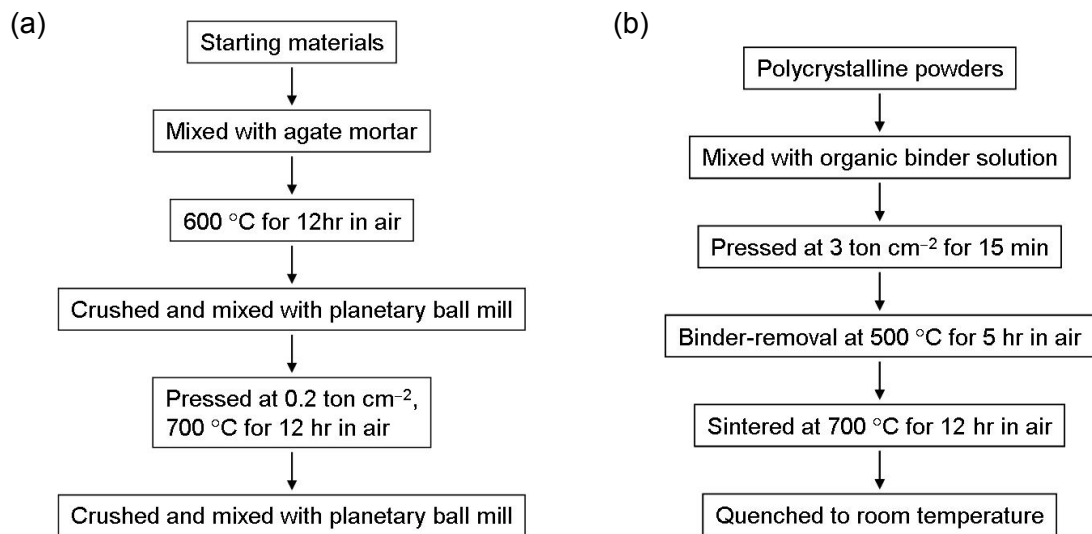 (a)
Starting materials
Mixed with agate mortar
600 °C for 12hr in air
Crushed and mixed with planetary ball mill
Pressed at 0.2 ton cm⁻²,
700 °C for 12 hr in air
Crushed and mixed with planetary ball mill
(b)
Polycrystalline powders
Mixed with organic binder solution
Pressed at 3 ton cm⁻² for 15 min
Binder-removal at 500 °C for 5 hr in air
Sintered at 700 °C for 12 hr in air
Quenched to room temperature